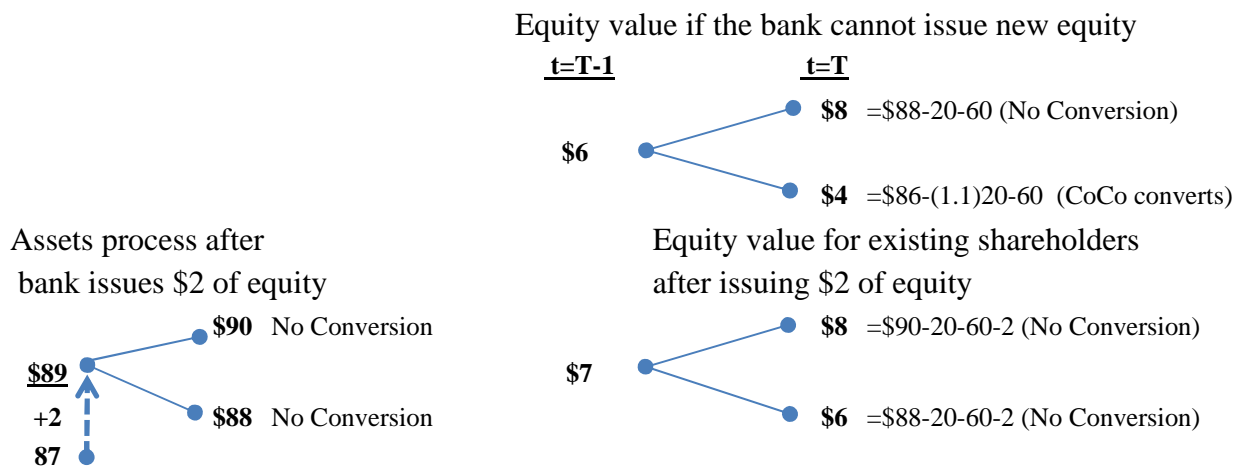 Equity value if the bank cannot issue new equity
t=T-1 t=T
$8 =$88-20-60 (No Conversion)
$6
$4 =$86-(1.1)20-60 (CoCo converts)
Assets process after
bank issues $2 of equity
$90 No Conversion
$89
+2
$88 No Conversion
87
Equity value for existing shareholders
after issuing $2 of equity
$8 =$90-20-60-2 (No Conversion)
$7
$6 =$88-20-60-2 (No Conversion)